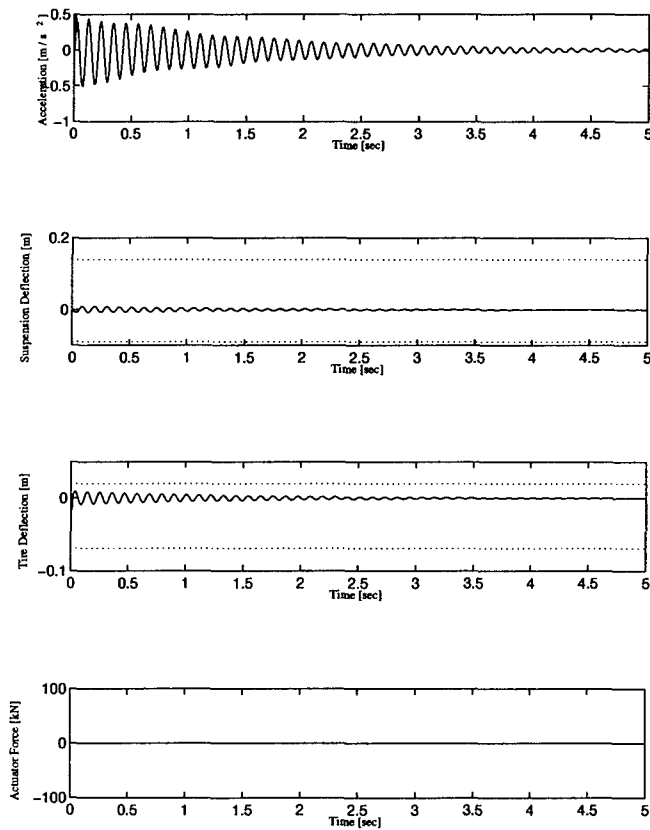 0.5
0
-0.5
-1
Acceleration [m / s ²]
0 0.5 1 1.5 2 2.5 3 3.5 4 4.5 5
Time [sec]
0.2
0
Suspension Deflection [m]
0 0.5 1 1.5 2 2.5 3 3.5 4 4.5 5
Time [sec]
0
-0.1
Tire Deflection [m]
0 0.5 1 1.5 2 2.5 3 3.5 4 4.5 5
Time [sec]
100
0
-100
Actuator Force [kN]
0 0.5 1 1.5 2 2.5 3 3.5 4 4.5 5
Time [sec]